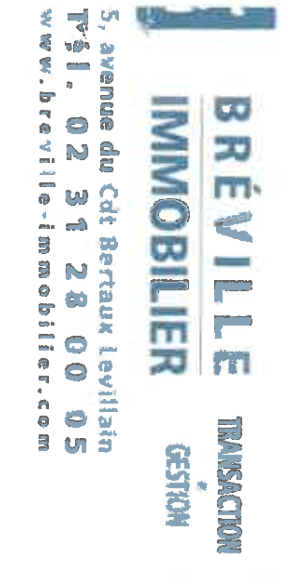 BRÉVILLE
IMMOBILIER
TRANSACTION
GESTION
5, avenue du Cdt Bertaux Levillain
Tél. 02 31 28 00 05
www.breville-immobilier.com